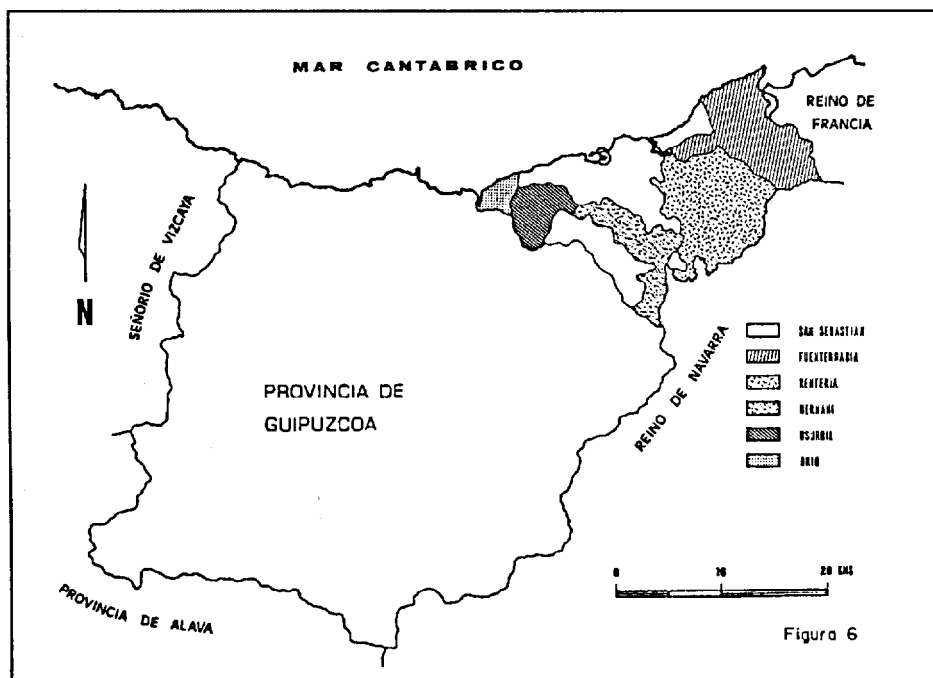 MAR CANTABRICO
REINO DE
FRANCIA
SEÑORIO DE VIZCAYA
N
PROVINCIA DE
GUIPUZCOA
REINO DE NAVARRA
SAN SEBASTIAN
FUENTERRABIA
RENTERIA
HERNANI
USURBIL
ORIO
0 20 KMS
PROVINCIA DE ALAVA
Figura 6